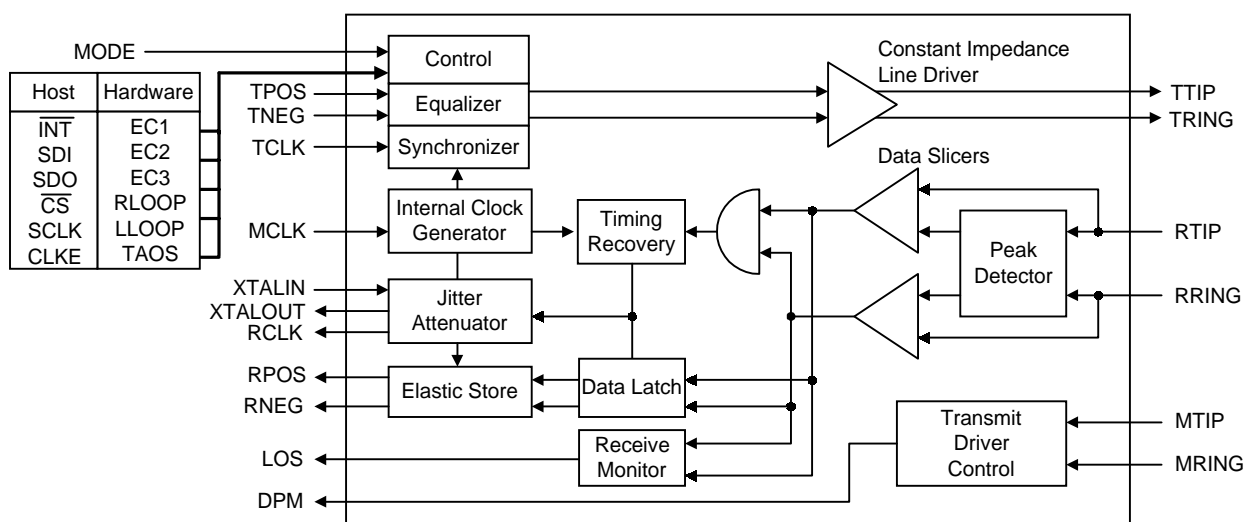 MODE
Host
Hardware
INT
EC1
SDI
EC2
SDO
EC3
CS
RLOOP
SCLK
LLOOP
CLKE
TAOS
TPOS
TNEG
TCLK
MCLK
XTALIN
XTALOUT
RCLK
RPOS
RNEG
LOS
DPM
Control
Equalizer
Synchronizer
Internal Clock
Generator
Jitter
Attenuator
Elastic Store
Timing
Recovery
Data Latch
Receive
Monitor
Constant Impedance
Line Driver
Data Slicers
Peak
Detector
Transmit
Driver
Control
TTIP
TRING
RTIP
RRING
MTIP
MRING